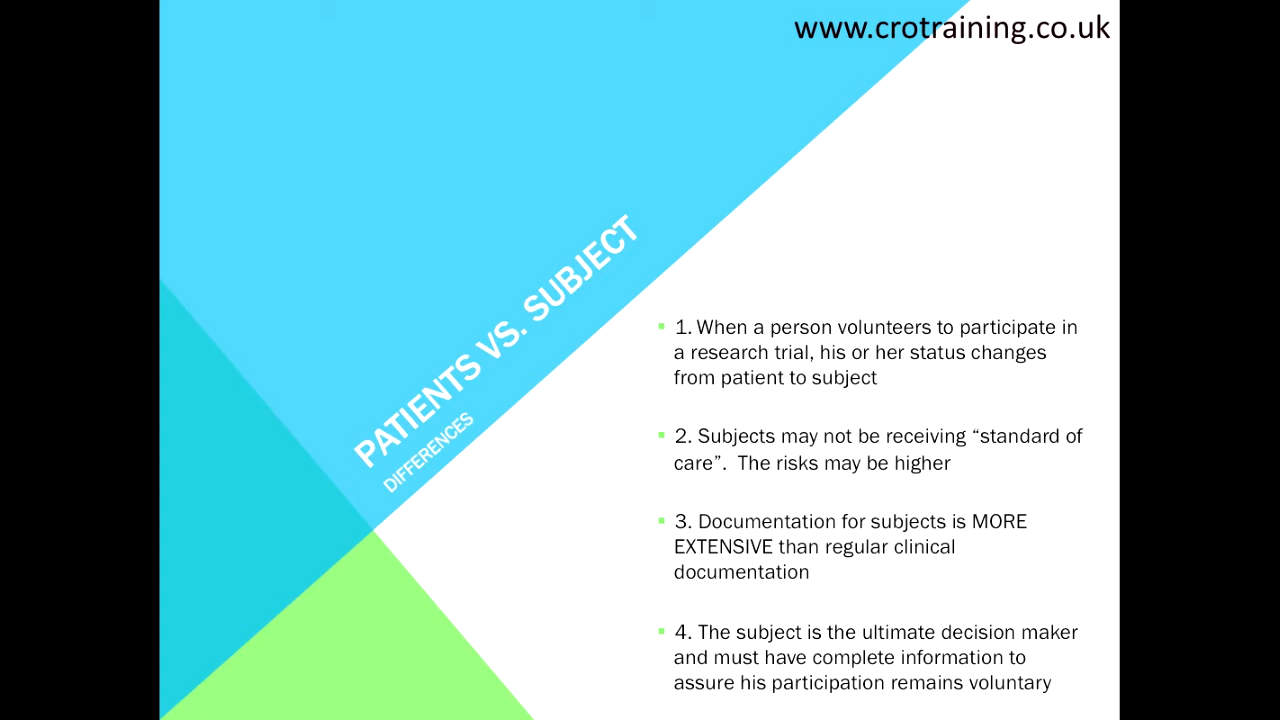 www.crotraining.co.uk
PATIENTS VS. SUBJECT
DIFFERENCES
▪ 1. When a person volunteers to participate in
a research trial, his or her status changes
from patient to subject
▪ 2. Subjects may not be receiving “standard of
care”.  The risks may be higher
▪ 3. Documentation for subjects is MORE
EXTENSIVE than regular clinical
documentation
▪ 4. The subject is the ultimate decision maker
and must have complete information to
assure his participation remains voluntary